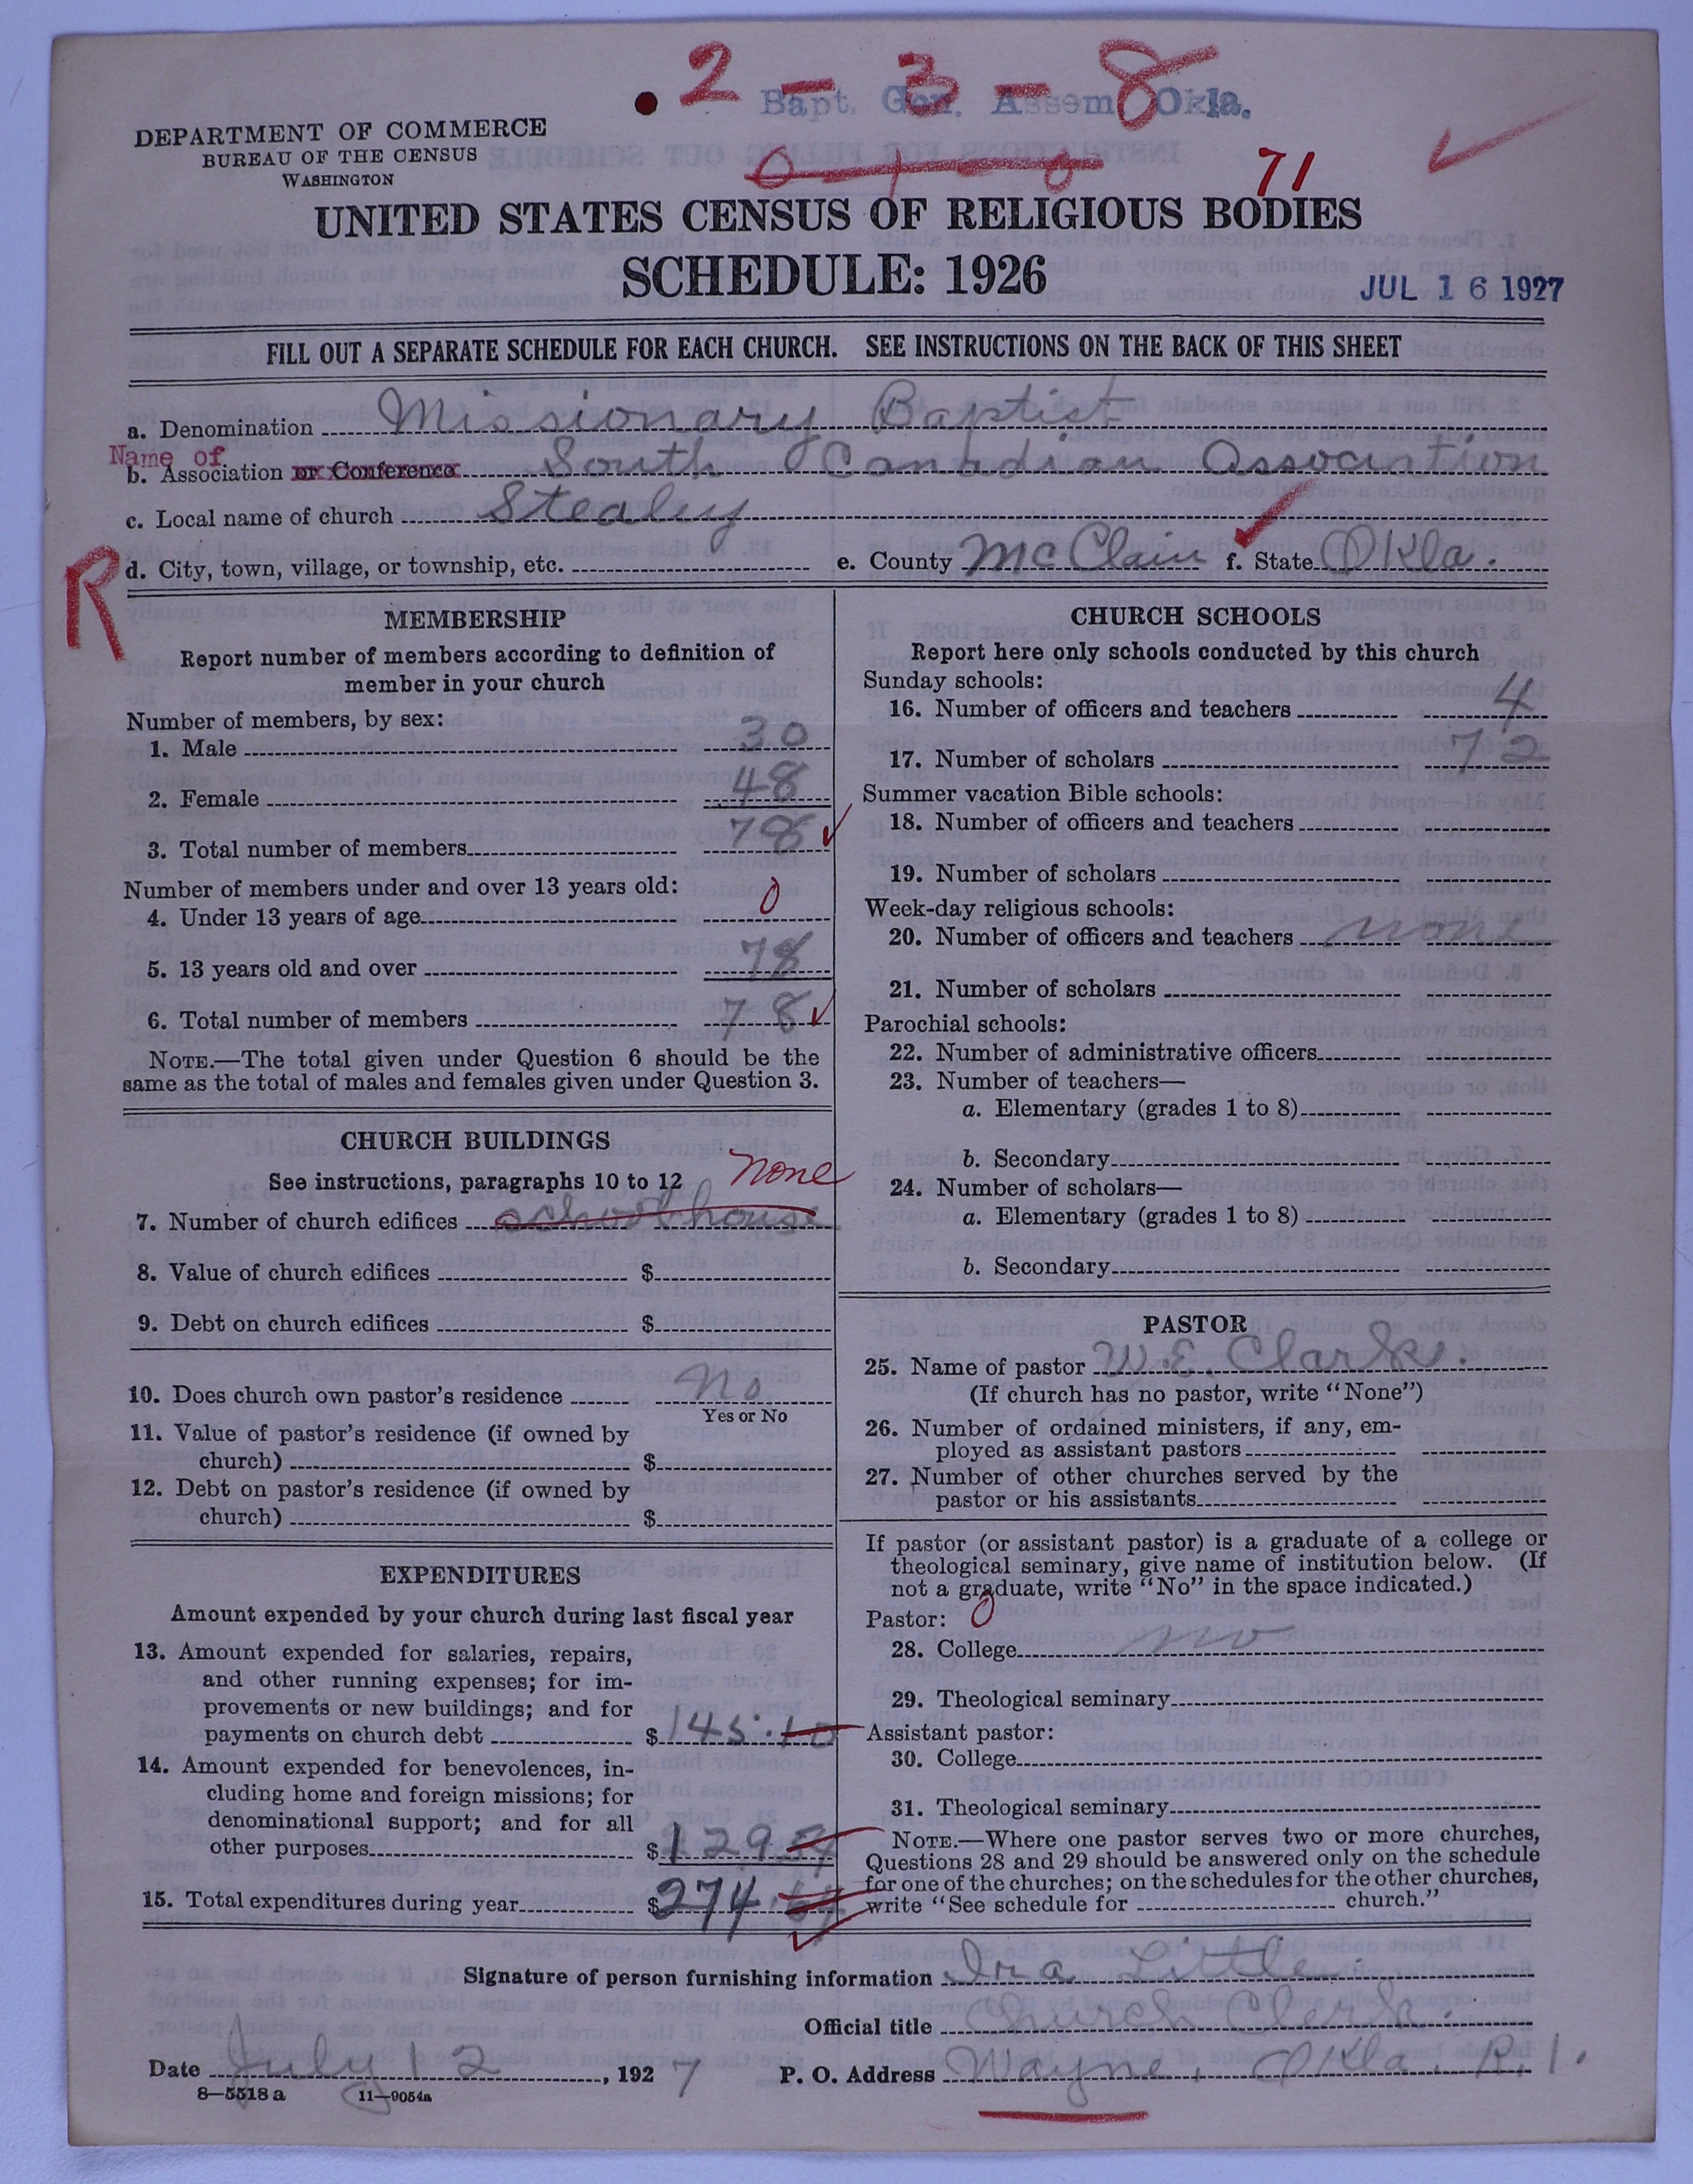 2 - 3 - 8
Bapt. Gen. Assem Okla.
DEPARTMENT OF COMMERCE
BUREAU OF THE CENSUS
WASHINGTON
0 - 1 - 0
71
UNITED STATES CENSUS OF RELIGIOUS BODIES
SCHEDULE: 1926
JUL 16 1927
FILL OUT A SEPARATE SCHEDULE FOR EACH CHURCH. SEE INSTRUCTIONS ON THE BACK OF THIS SHEET
a. Denomination Missionary Baptist
Name of
b. Association or Conference South Canadian Association
c. Local name of church Stealey
R
d. City, town, village, or township, etc. e. County McClain f. State Okla.
MEMBERSHIP
Report number of members according to definition of
member in your church
Number of members, by sex:
1. Male 30
2. Female 48
3. Total number of members 78
Number of members under and over 13 years old:
4. Under 13 years of age 0
5. 13 years old and over 78
6. Total number of members 78
NOTE.—The total given under Question 6 should be the
same as the total of males and females given under Question 3.
CHURCH BUILDINGS
See instructions, paragraphs 10 to 12 none
7. Number of church edifices school house
8. Value of church edifices $
9. Debt on church edifices $
10. Does church own pastor's residence No
Yes or No
11. Value of pastor's residence (if owned by
church) $
12. Debt on pastor's residence (if owned by
church) $
EXPENDITURES
Amount expended by your church during last fiscal year
13. Amount expended for salaries, repairs,
and other running expenses; for im-
provements or new buildings; and for
payments on church debt $ 145.10
14. Amount expended for benevolences, in-
cluding home and foreign missions; for
denominational support; and for all
other purposes $ 129.54
15. Total expenditures during year $ 274.64
CHURCH SCHOOLS
Report here only schools conducted by this church
Sunday schools:
16. Number of officers and teachers 4
17. Number of scholars 72
Summer vacation Bible schools:
18. Number of officers and teachers
19. Number of scholars
Week-day religious schools:
20. Number of officers and teachers none
21. Number of scholars
Parochial schools:
22. Number of administrative officers
23. Number of teachers—
a. Elementary (grades 1 to 8)
b. Secondary
24. Number of scholars—
a. Elementary (grades 1 to 8)
b. Secondary
PASTOR
25. Name of pastor W. E. Clark.
(If church has no pastor, write "None")
26. Number of ordained ministers, if any, em-
ployed as assistant pastors
27. Number of other churches served by the
pastor or his assistants
If pastor (or assistant pastor) is a graduate of a college or
theological seminary, give name of institution below. (If
not a graduate, write "No" in the space indicated.)
Pastor: 0
28. College no
29. Theological seminary
Assistant pastor:
30. College
31. Theological seminary
NOTE.—Where one pastor serves two or more churches,
Questions 28 and 29 should be answered only on the schedule
for one of the churches; on the schedules for the other churches,
write "See schedule for church."
Signature of person furnishing information Ira Little
Official title Church Clerk.
Date July 12, 1927 P. O. Address Wayne, Okla. R. 1.
8—5518 a 11—9054a